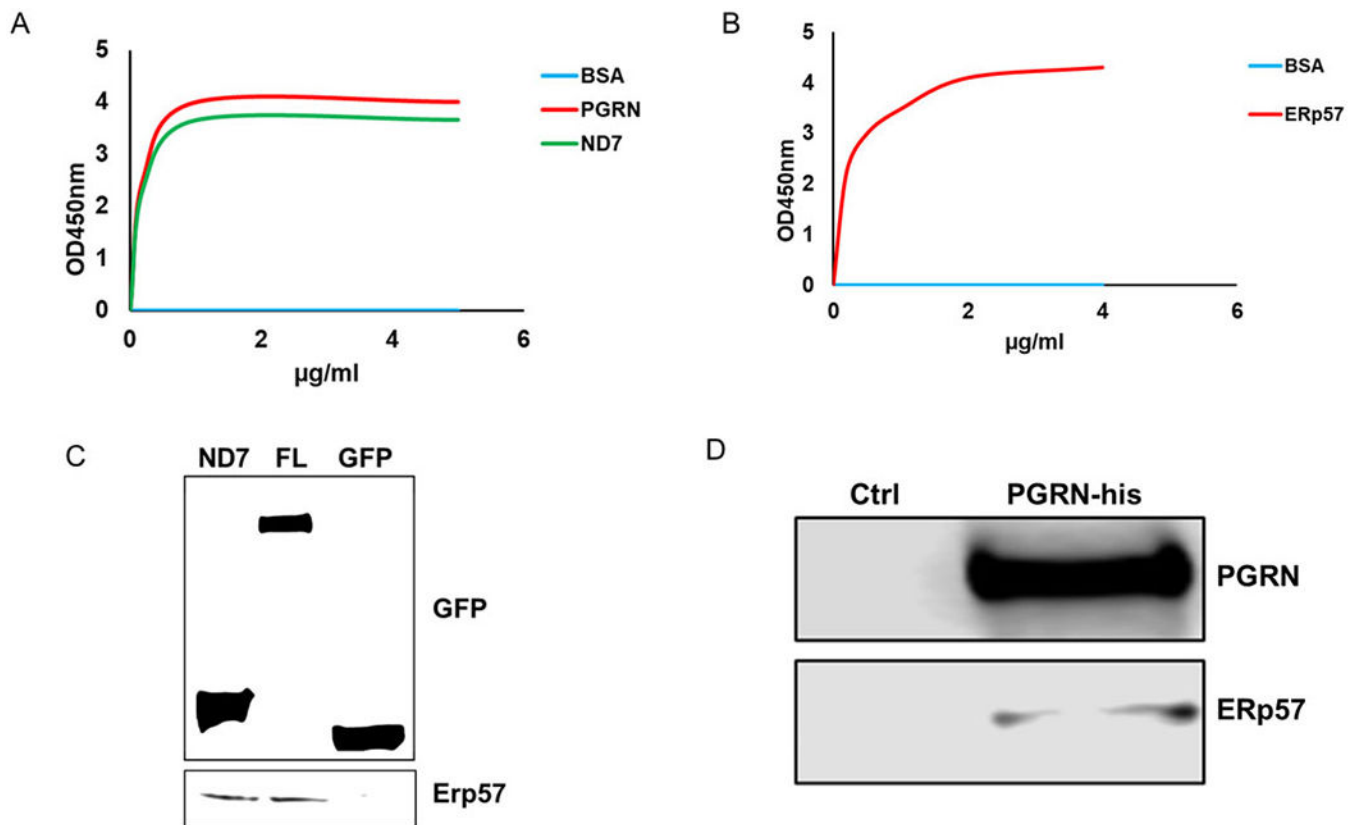 A
5
4
3
2
1
0
OD450nm
0 2 4 6
µg/ml
BSA
PGRN
ND7
B
5
4
3
2
1
0
OD450nm
0 2 4 6
µg/ml
BSA
ERp57
C
ND7 FL GFP
GFP
Erp57
D
Ctrl PGRN-his
PGRN
ERp57